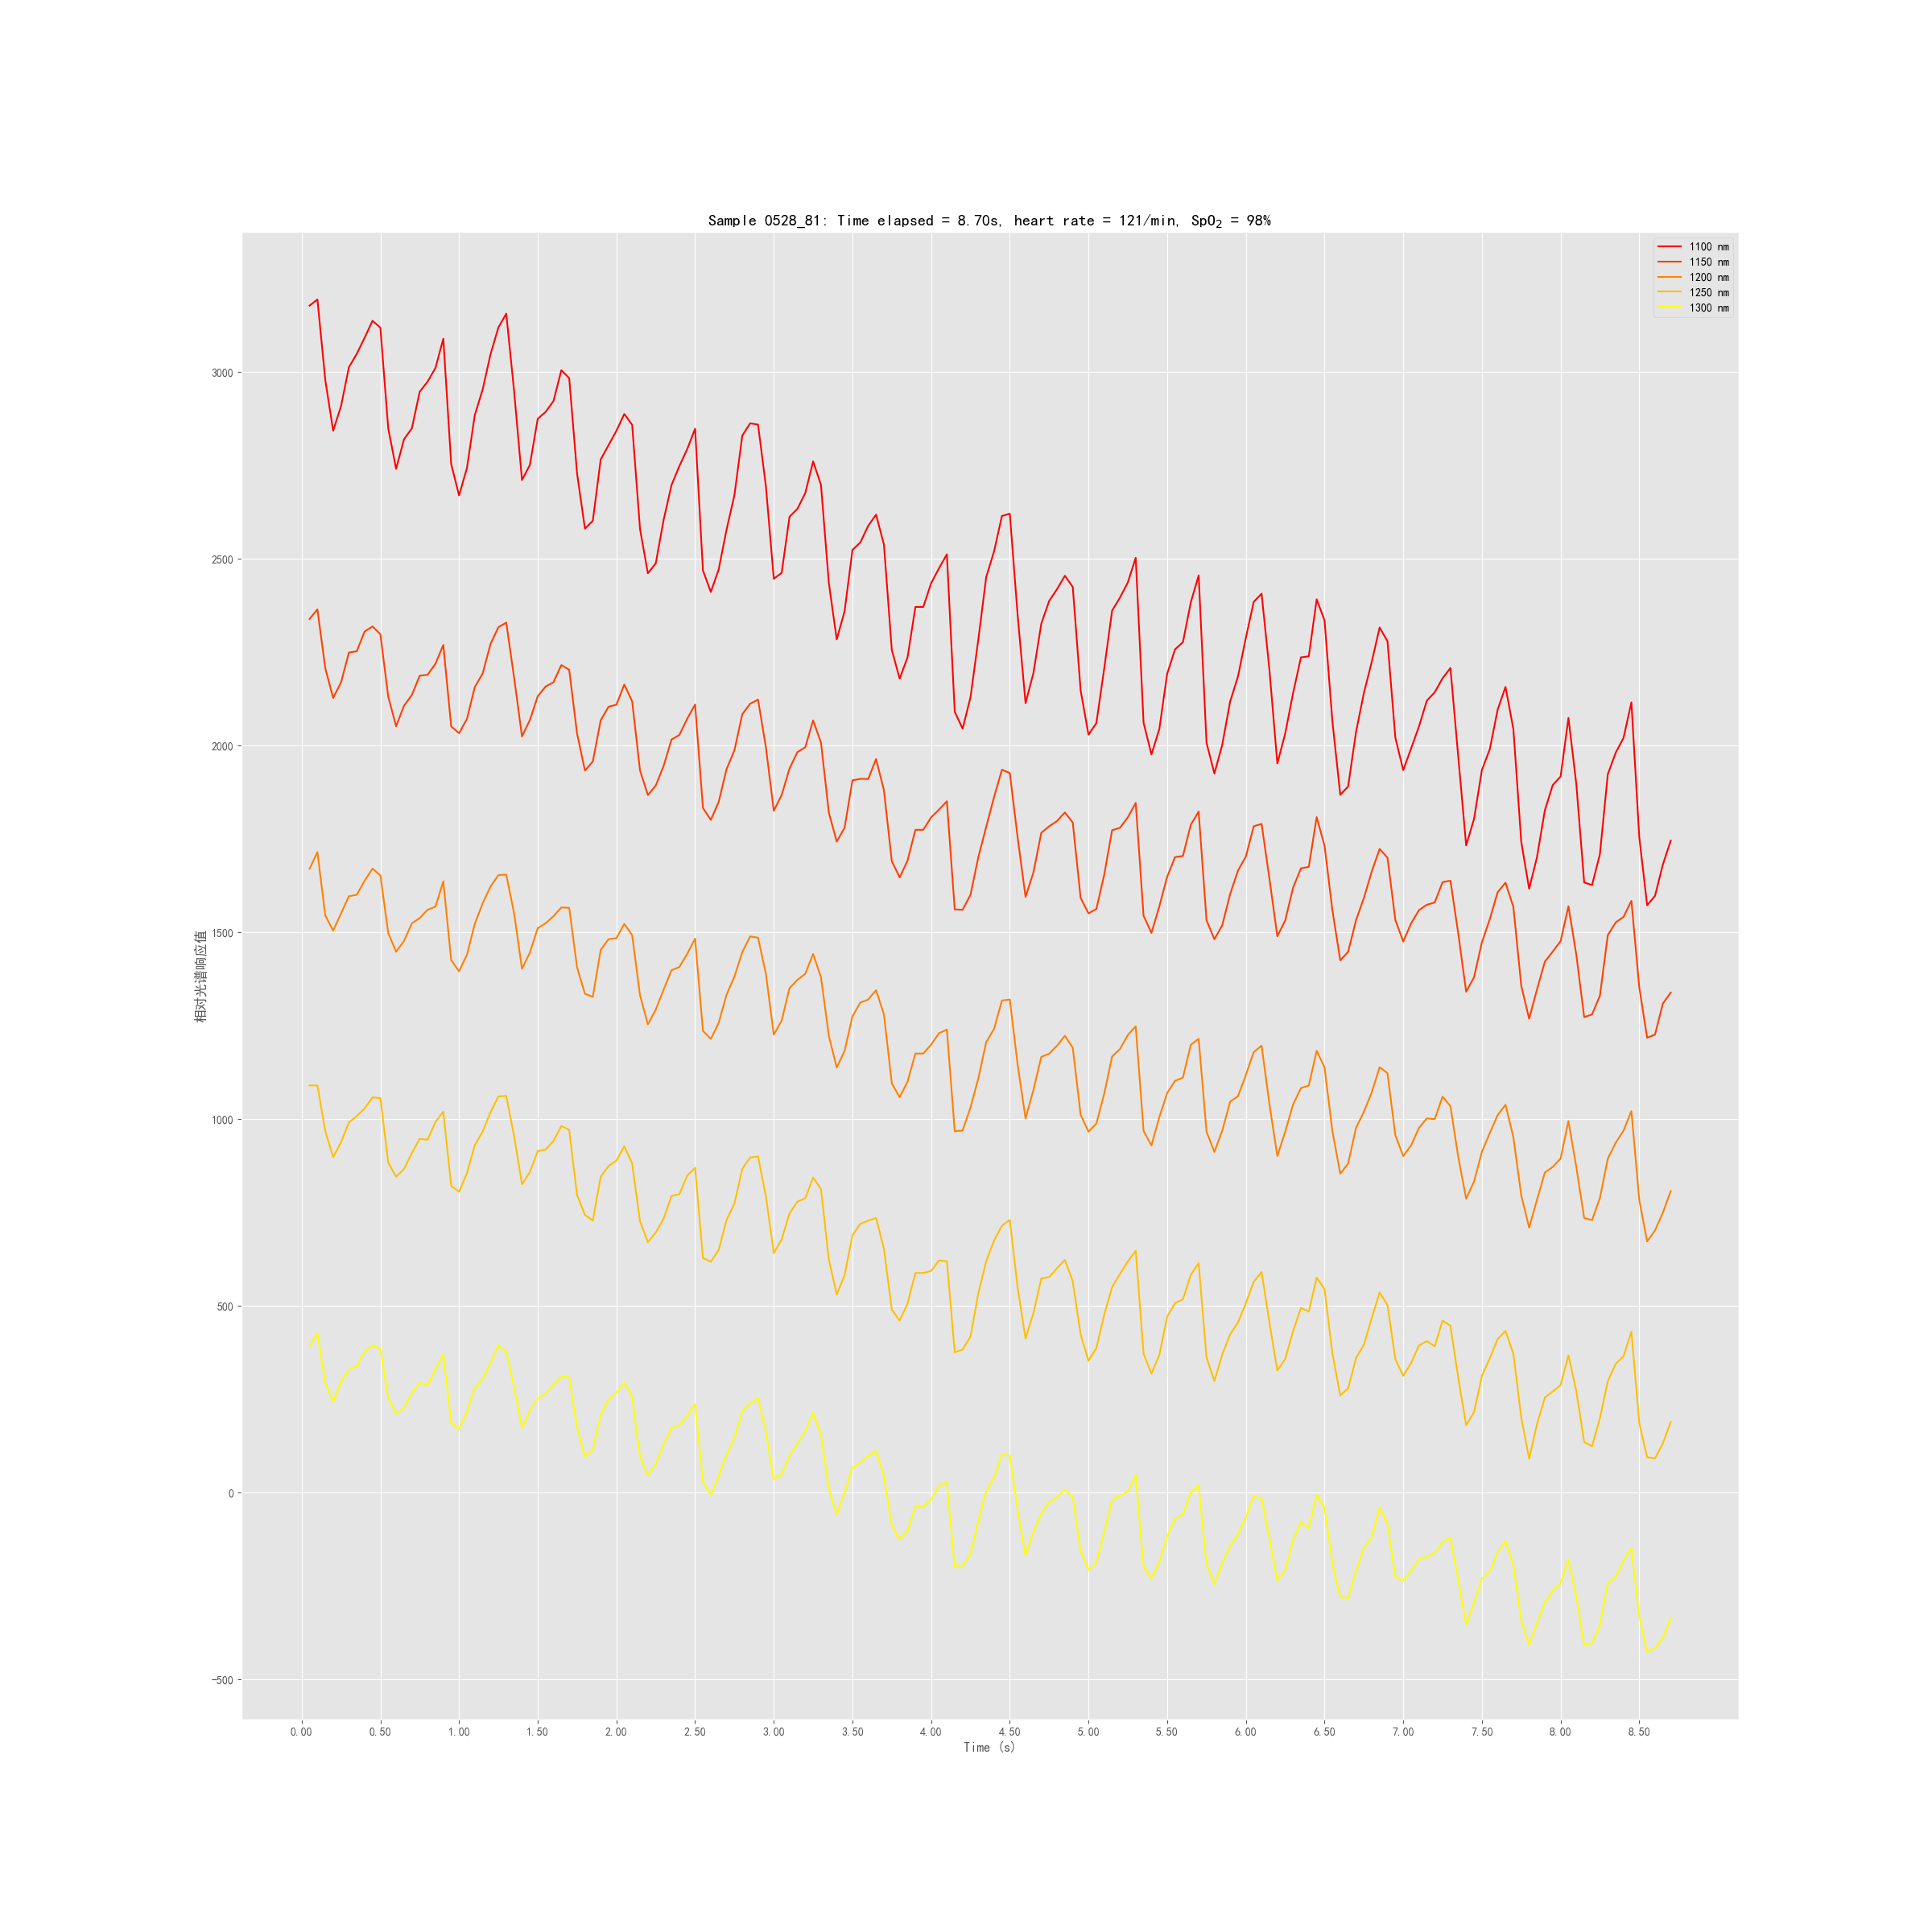 Sample 0528_81: Time elapsed = 8.70s, heart rate = 121/min, SpO₂ = 98%
1100 nm
1150 nm
1200 nm
1250 nm
1300 nm
3000
2500
2000
1500
1000
500
0
−500
相对光谱响应值
0.00 0.50 1.00 1.50 2.00 2.50 3.00 3.50 4.00 4.50 5.00 5.50 6.00 6.50 7.00 7.50 8.00 8.50
Time (s)